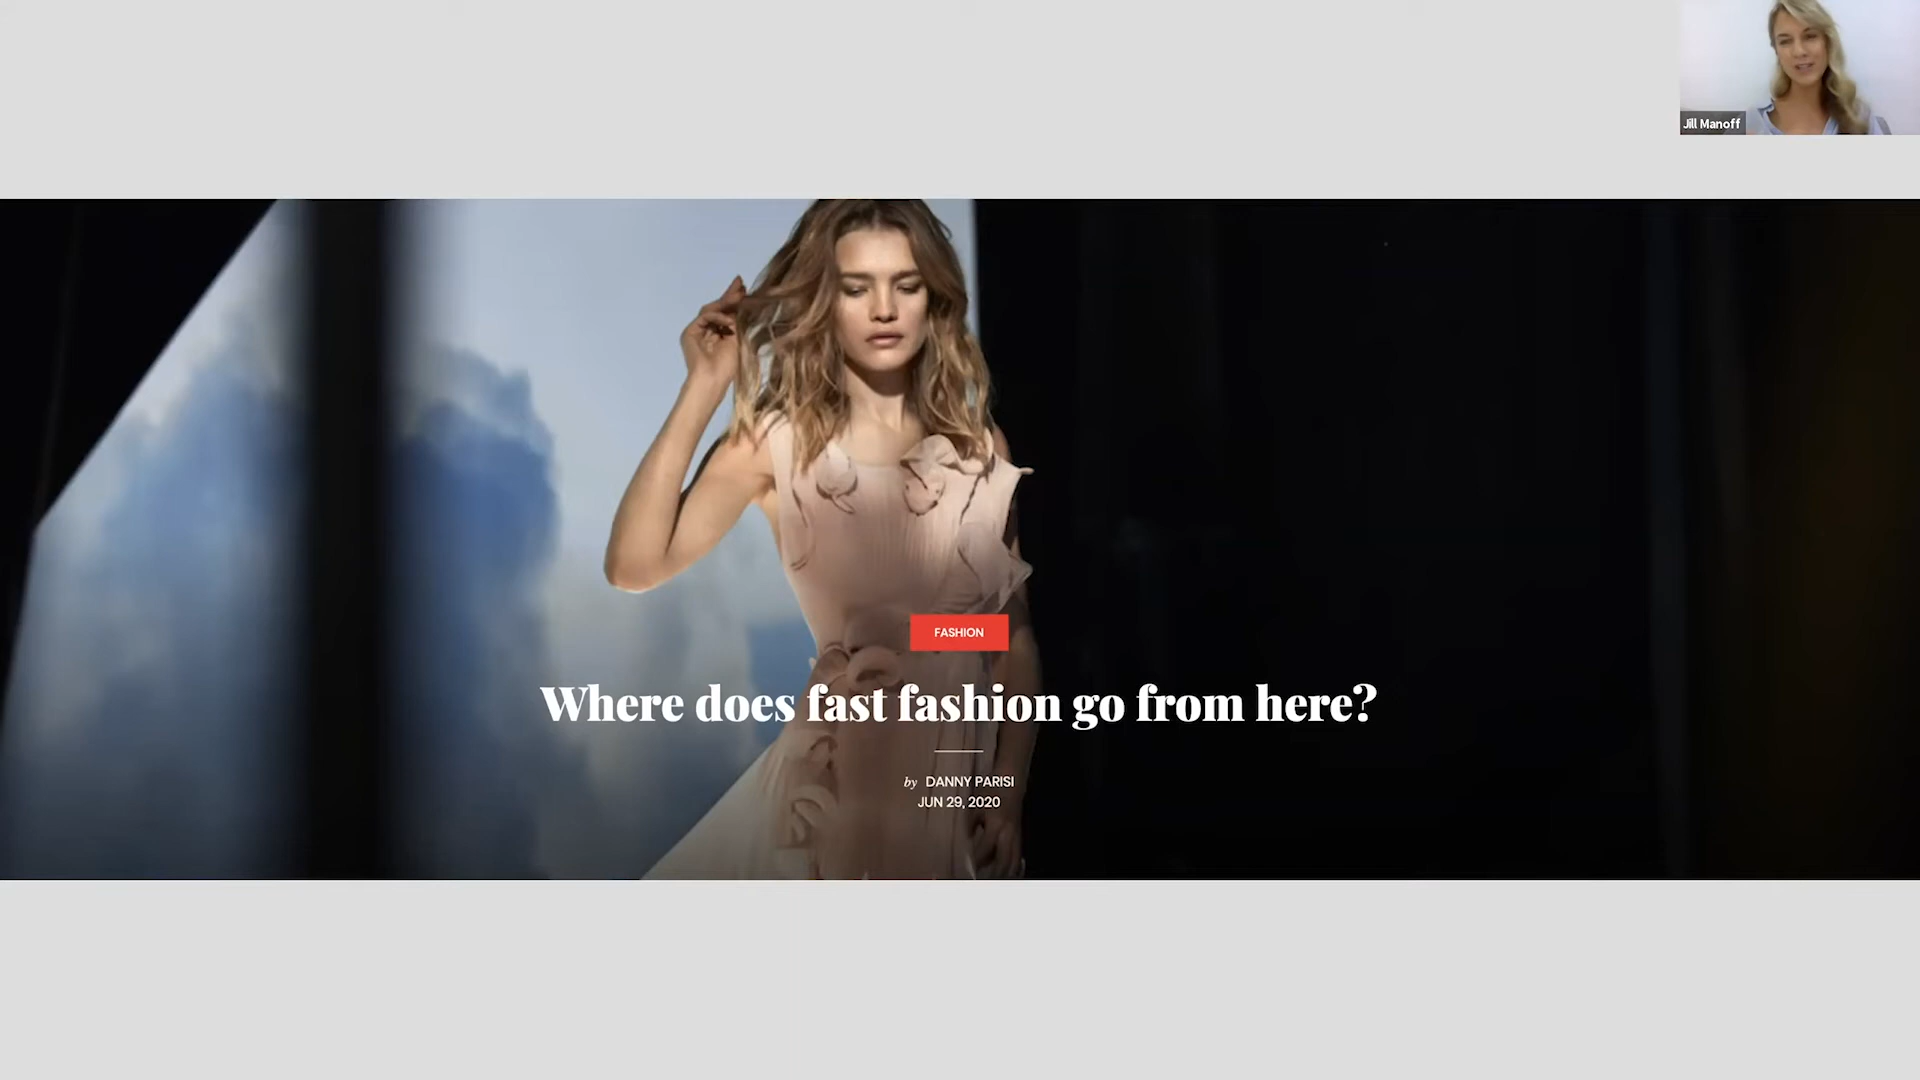 Jill Manoff
FASHION
Where does fast fashion go from here?
by DANNY PARISI
JUN 29, 2020